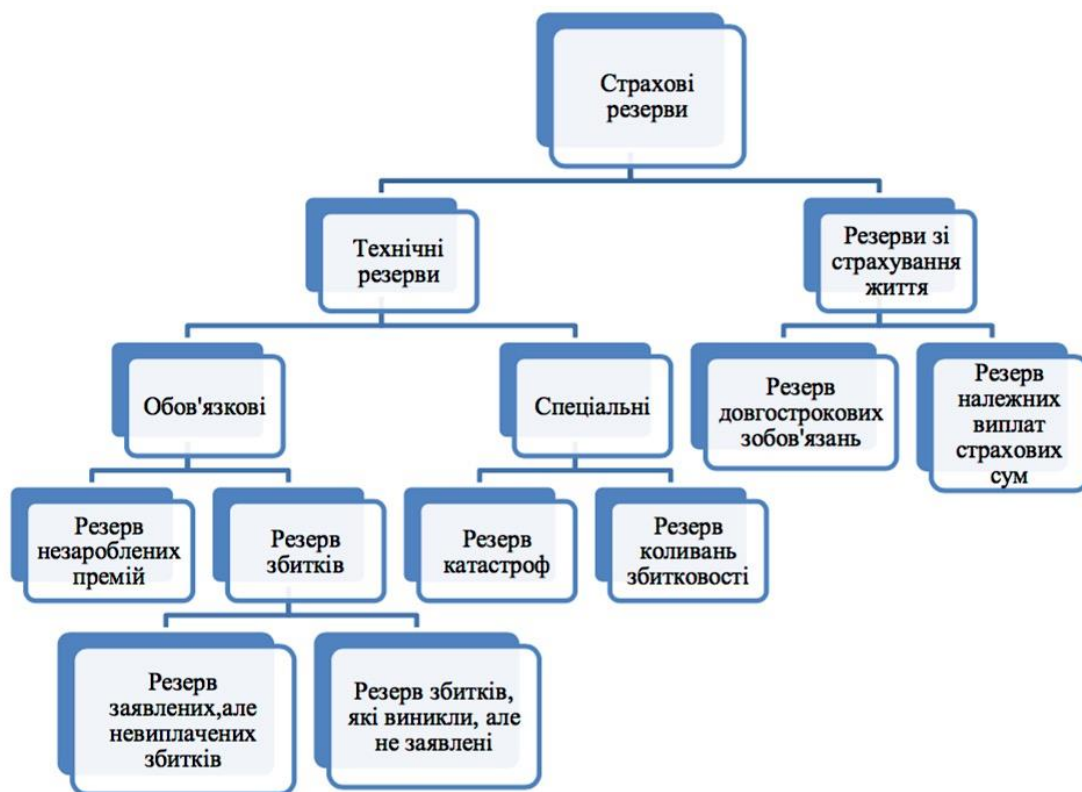 Страхові
резерви
Технічні
резерви
Резерви зі
страхування
життя
Обов'язкові
Спеціальні
Резерв
довгострокових
зобов'язань
Резерв
належних
виплат
страхових
сум
Резерв
незароблених
премій
Резерв
збитків
Резерв
катастроф
Резерв
коливань
збитковості
Резерв
заявлених,але
невиплачених
збитків
Резерв збитків,
які виникли, але
не заявлені